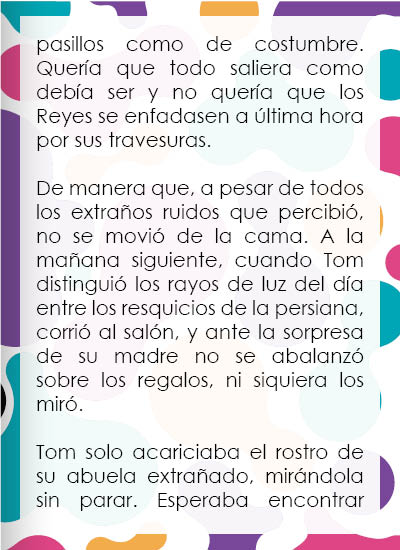 pasillos como de costumbre.
Quería que todo saliera como
debía ser y no quería que los
Reyes se enfadasen a última hora
por sus travesuras.
De manera que, a pesar de todos
los extraños ruidos que percibió,
no se movió de la cama. A la
mañana siguiente, cuando Tom
distinguió los rayos de luz del día
entre los resquicios de la persiana,
corrió al salón, y ante la sorpresa
de su madre no se abalanzó
sobre los regalos, ni siquiera los
miró.
Tom solo acariciaba el rostro de
su abuela extrañado, mirándola
sin parar. Esperaba encontrar